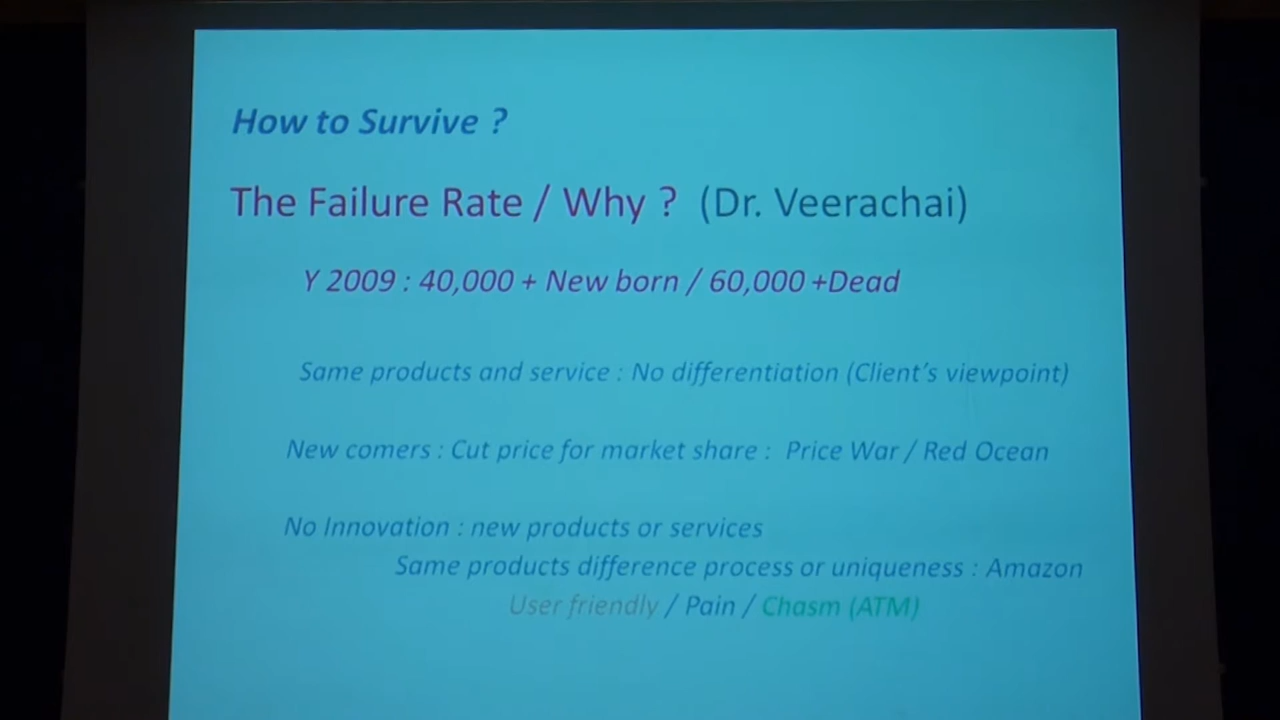 How to Survive ?
The Failure Rate / Why ? (Dr. Veerachai)
Y 2009 : 40,000 + New born / 60,000 +Dead
Same products and service : No differentiation (Client's viewpoint)
New comers : Cut price for market share : Price War / Red Ocean
No Innovation : new products or services
Same products difference process or uniqueness : Amazon
User friendly / Pain / Chasm (ATM)